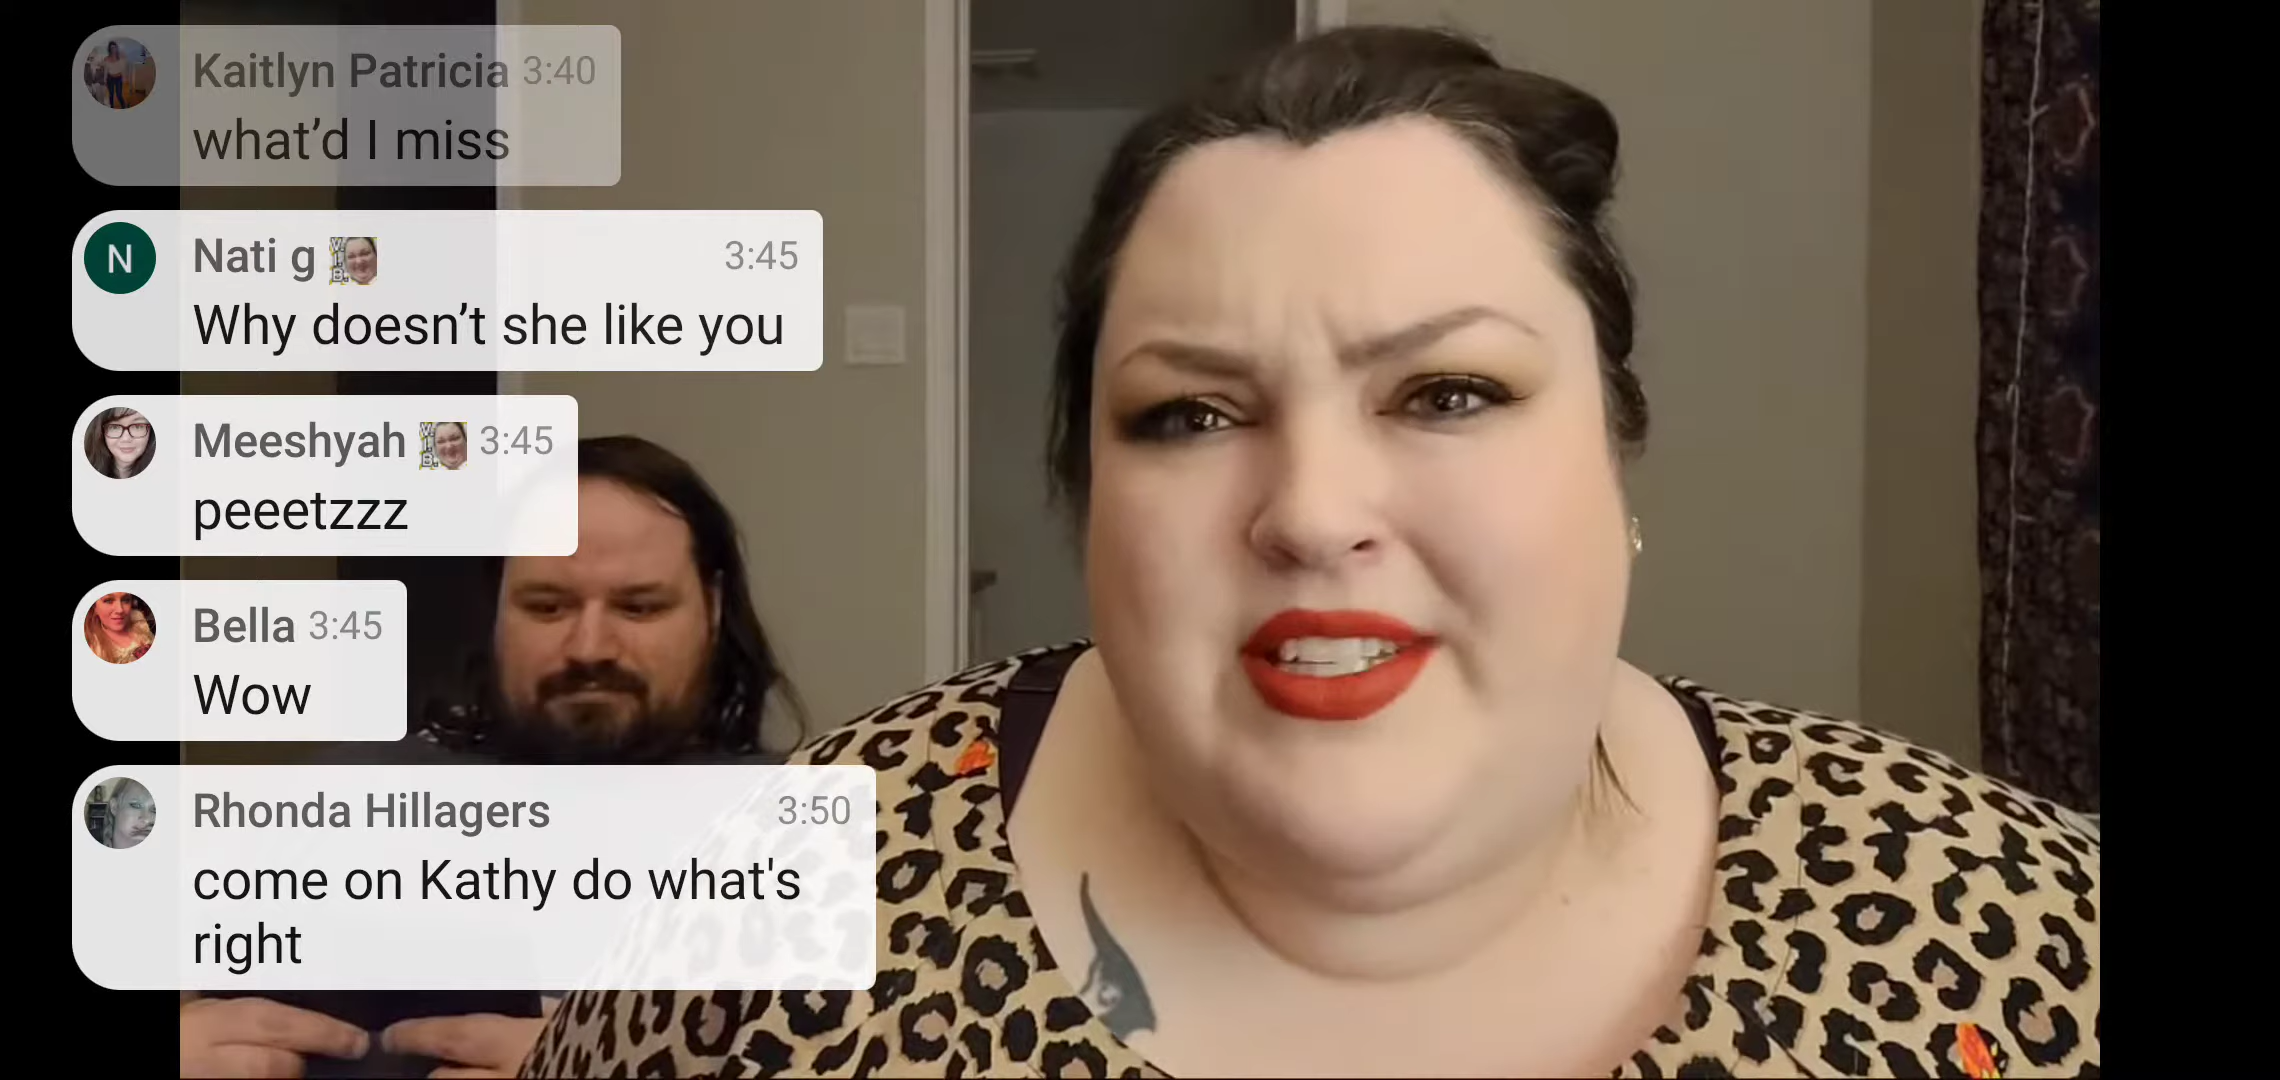 Kaitlyn Patricia 3:40
what’d I miss
N
Nati g 3:45
Why doesn’t she like you
Meeshyah 3:45
peeetzzz
Bella 3:45
Wow
Rhonda Hillagers 3:50
come on Kathy do what's
right